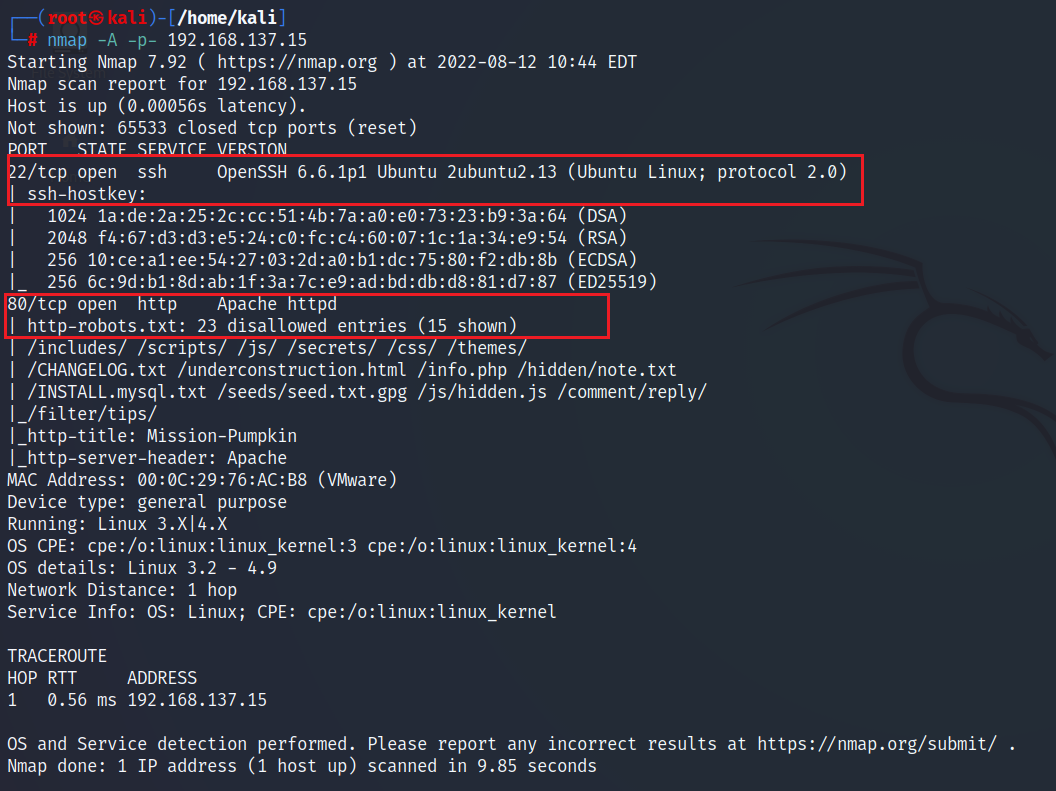 ┌──(root㉿kali)-[/home/kali]
└─# nmap -A -p- 192.168.137.15
Starting Nmap 7.92 ( https://nmap.org ) at 2022-08-12 10:44 EDT
Nmap scan report for 192.168.137.15
Host is up (0.00056s latency).
Not shown: 65533 closed tcp ports (reset)
PORT   STATE SERVICE VERSION
22/tcp open  ssh     OpenSSH 6.6.1p1 Ubuntu 2ubuntu2.13 (Ubuntu Linux; protocol 2.0)
| ssh-hostkey:
|   1024 1a:de:2a:25:2c:cc:51:4b:7a:a0:e0:73:23:b9:3a:64 (DSA)
|   2048 f4:67:d3:d3:e5:24:c0:fc:c4:60:07:1c:1a:34:e9:54 (RSA)
|   256 10:ce:a1:ee:54:27:03:2d:a0:b1:dc:75:80:f2:db:8b (ECDSA)
|_  256 6c:9d:b1:8d:ab:1f:3a:7c:e9:ad:bd:db:d8:81:d7:87 (ED25519)
80/tcp open  http    Apache httpd
| http-robots.txt: 23 disallowed entries (15 shown)
| /includes/ /scripts/ /js/ /secrets/ /css/ /themes/
| /CHANGELOG.txt /underconstruction.html /info.php /hidden/note.txt
| /INSTALL.mysql.txt /seeds/seed.txt.gpg /js/hidden.js /comment/reply/
|_/filter/tips/
|_http-title: Mission-Pumpkin
|_http-server-header: Apache
MAC Address: 00:0C:29:76:AC:B8 (VMware)
Device type: general purpose
Running: Linux 3.X|4.X
OS CPE: cpe:/o:linux:linux_kernel:3 cpe:/o:linux:linux_kernel:4
OS details: Linux 3.2 - 4.9
Network Distance: 1 hop
Service Info: OS: Linux; CPE: cpe:/o:linux:linux_kernel

TRACEROUTE
HOP RTT     ADDRESS
1   0.56 ms 192.168.137.15

OS and Service detection performed. Please report any incorrect results at https://nmap.org/submit/ .
Nmap done: 1 IP address (1 host up) scanned in 9.85 seconds